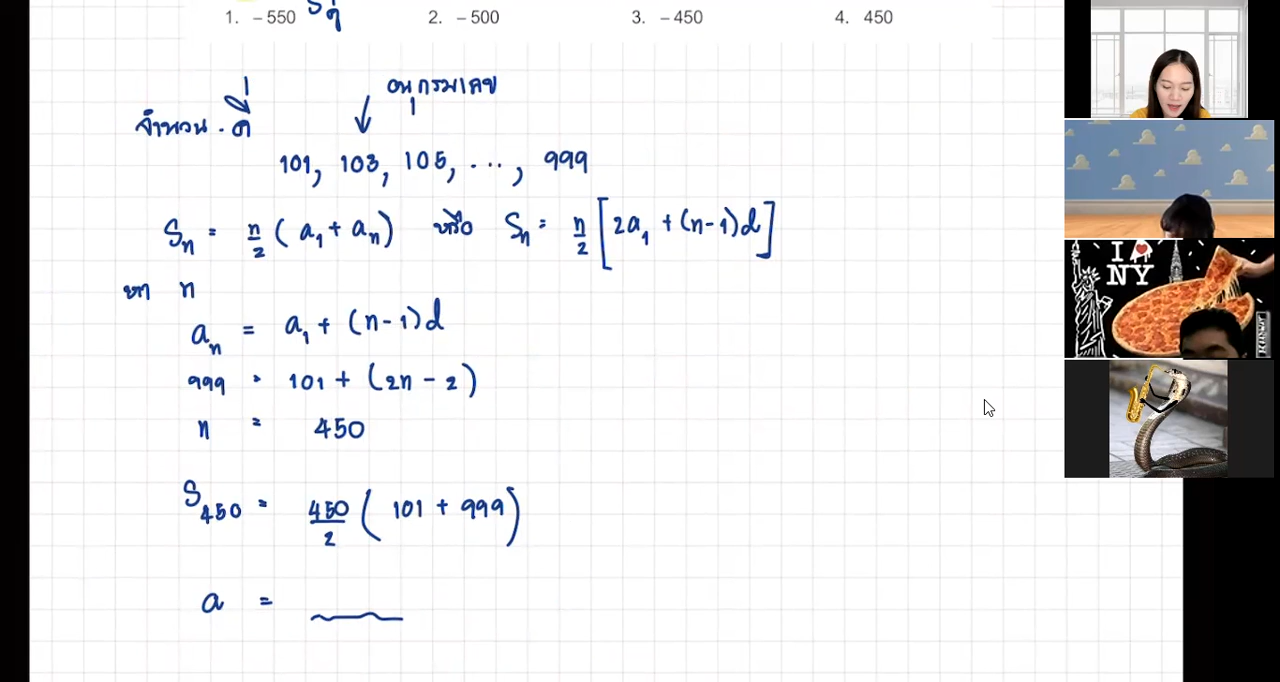 1. -550 2. -500 3. -450 4. 450
จำนวน คี่
อนุกรมเลข
101, 103, 105, ..., 999
Sₙ = n/2 (a₁ + aₙ) หรือ Sₙ = n/2 [2a₁ + (n-1)d]
หา n
aₙ = a₁ + (n-1)d
999 = 101 + (2n - 2)
n = 450
S₄₅₀ = 450/2 (101 + 999)
a =
I NY